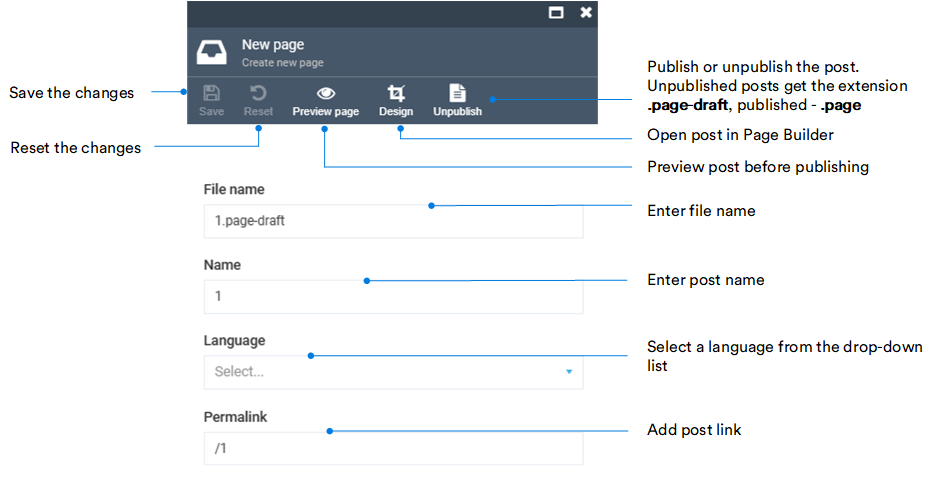 New page
Create new page
Save
Reset
Preview page
Design
Unpublish
Save the changes
Reset the changes
Publish or unpublish the post.
Unpublished posts get the extension
.page-draft, published - .page
Open post in Page Builder
Preview post before publishing
File name
1.page-draft
Enter file name
Name
1
Enter post name
Language
Select...
Select a language from the drop-down
list
Permalink
/1
Add post link